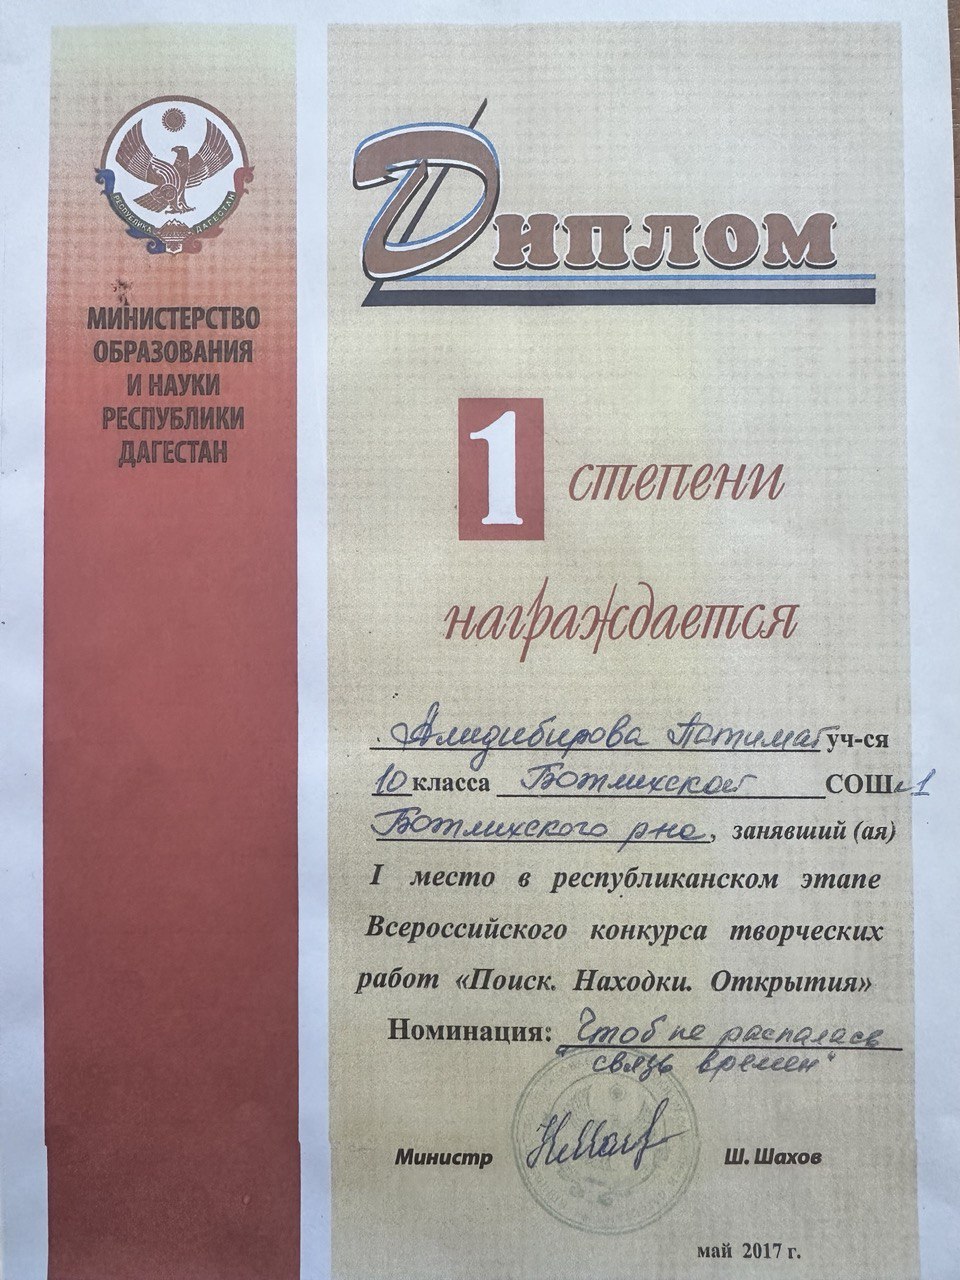 РЕСПУБЛИКА ДАГЕСТАН
МИНИСТЕРСТВО
ОБРАЗОВАНИЯ
И НАУКИ
РЕСПУБЛИКИ
ДАГЕСТАН
Диплом
1 степени
награждается
Алидибирова Патимат уч-ся
10 класса Ботлихской СОШ №1
Ботлихского р-на, занявший (ая)
I место в республиканском этапе
Всероссийского конкурса творческих
работ «Поиск. Находки. Открытия»
Номинация: "Чтоб не распалась
связь времен"
Министр Ш. Шахов
май 2017 г.